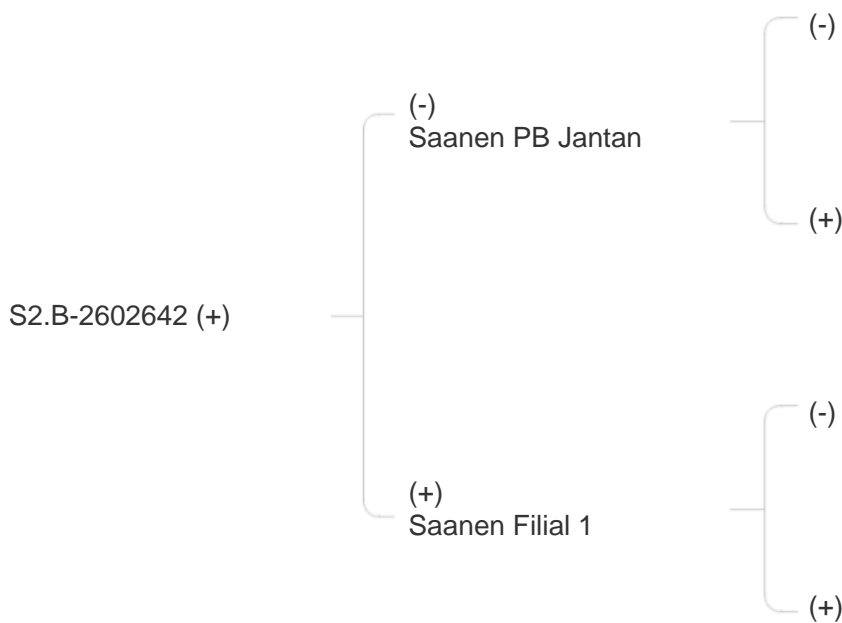 (-)
(-)
Saanen PB Jantan
(+)
S2.B-2602642 (+)
(-)
(+)
Saanen Filial 1
(+)